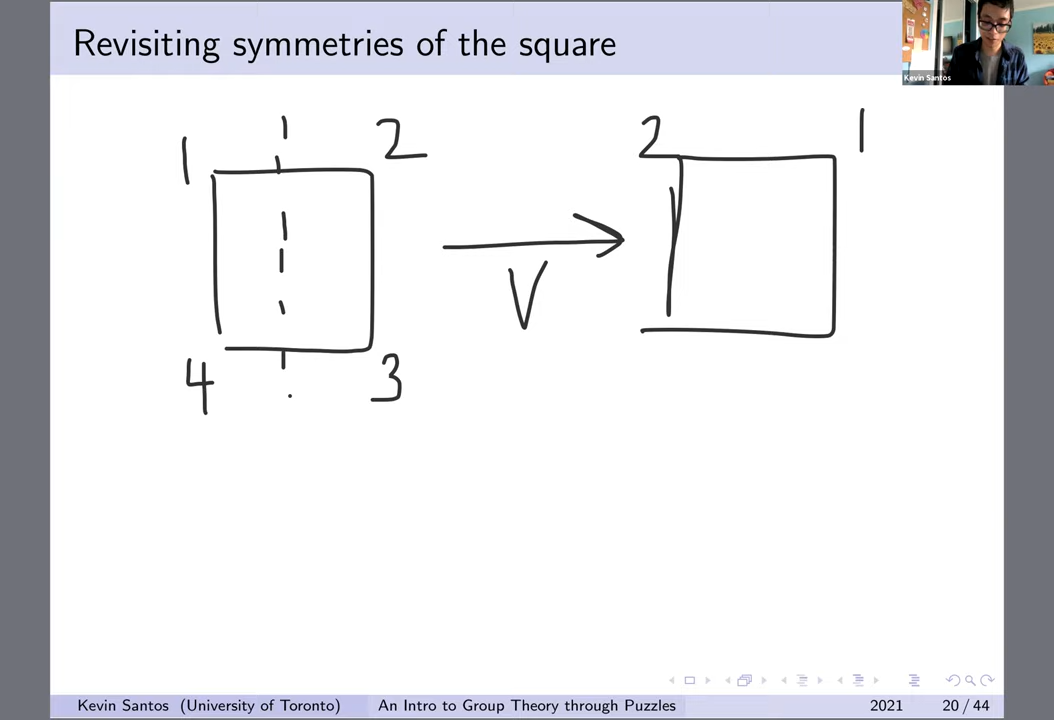 Revisiting symmetries of the square
Kevin Santos
1 2
2 1
V
4 3
Kevin Santos (University of Toronto) An Intro to Group Theory through Puzzles 2021 20 / 44